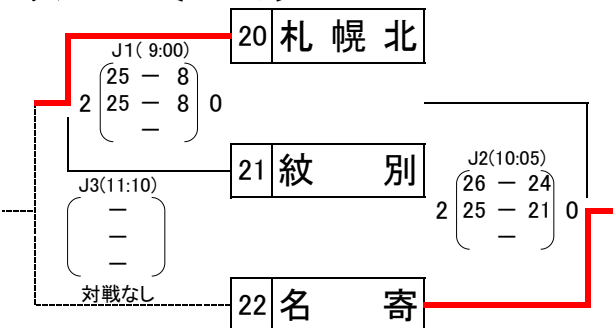 J1( 9:00)
20 札 幌 北
25 － 8
2 25 － 8 0
－
21 紋 別
J2(10:05)
26 － 24
2 25 － 21 0
－
J3(11:10)
－
－
－
対戦なし
22 名 寄